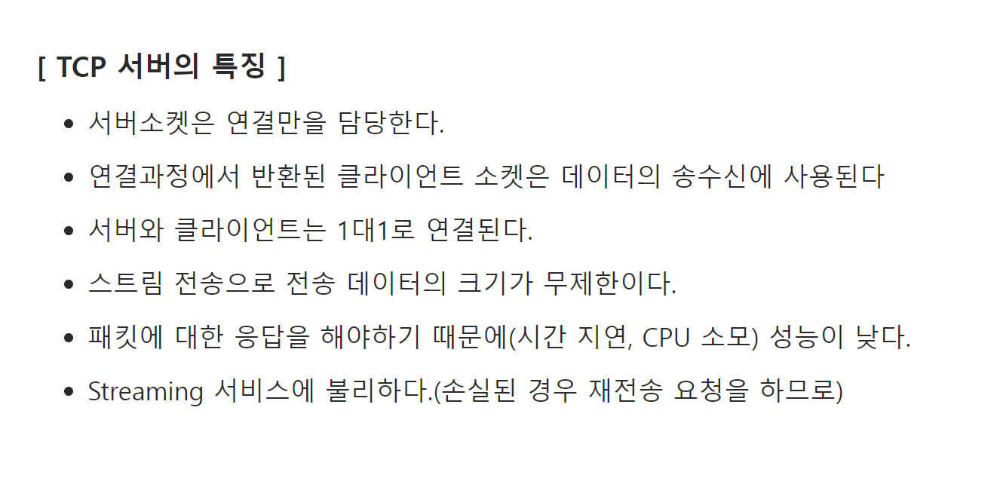 [ TCP 서버의 특징 ]
• 서버소켓은 연결만을 담당한다.
• 연결과정에서 반환된 클라이언트 소켓은 데이터의 송수신에 사용된다
• 서버와 클라이언트는 1대1로 연결된다.
• 스트림 전송으로 전송 데이터의 크기가 무제한이다.
• 패킷에 대한 응답을 해야하기 때문에(시간 지연, CPU 소모) 성능이 낮다.
• Streaming 서비스에 불리하다.(손실된 경우 재전송 요청을 하므로)